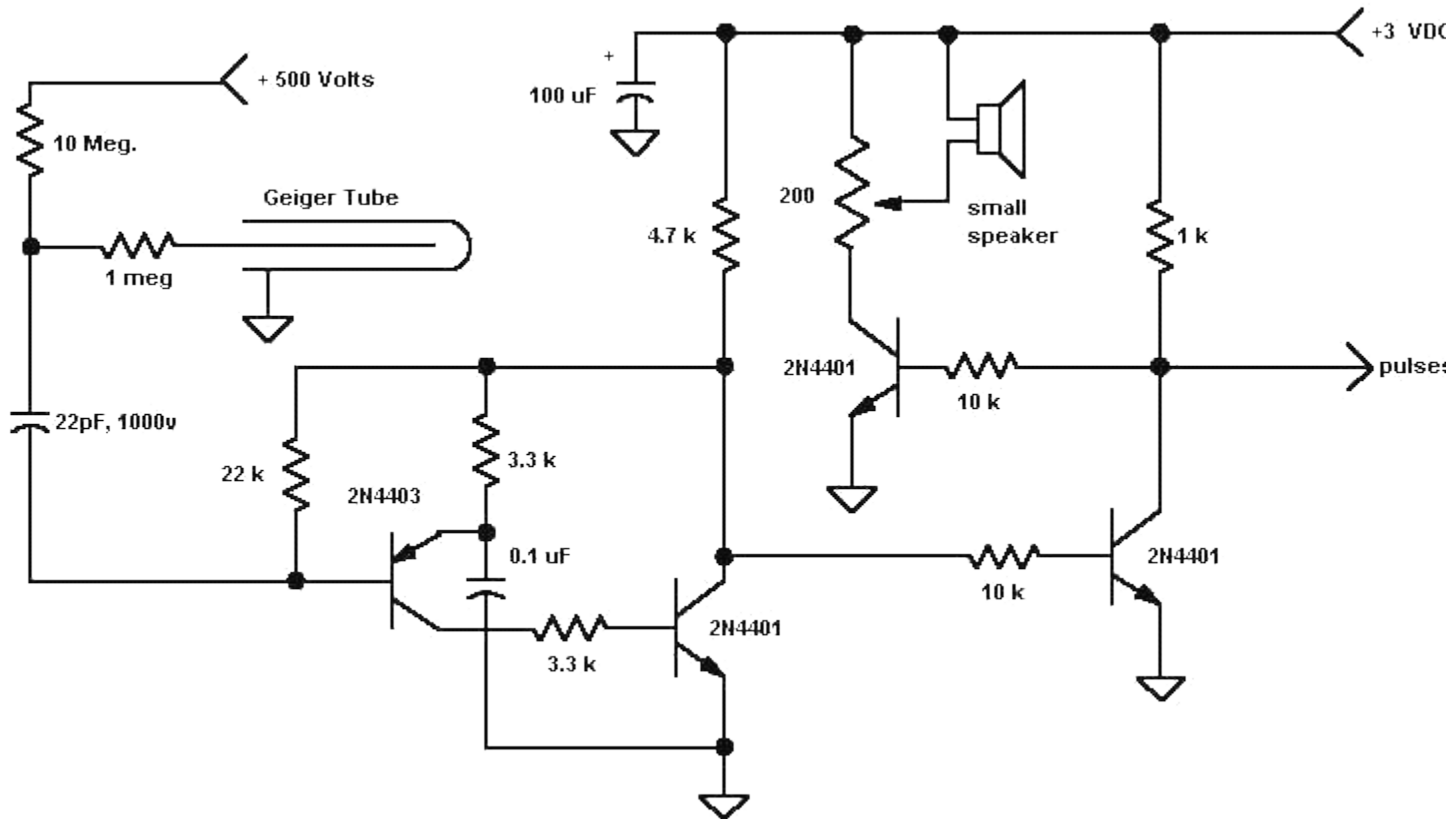 +3 VDC
+ 500 Volts
+
100 uF
10 Meg.
Geiger Tube
200
small
speaker
4.7 k
1 k
1 meg
2N4401
10 k
pulses
22pF, 1000v
22 k
3.3 k
2N4403
0.1 uF
2N4401
10 k
2N4401
3.3 k